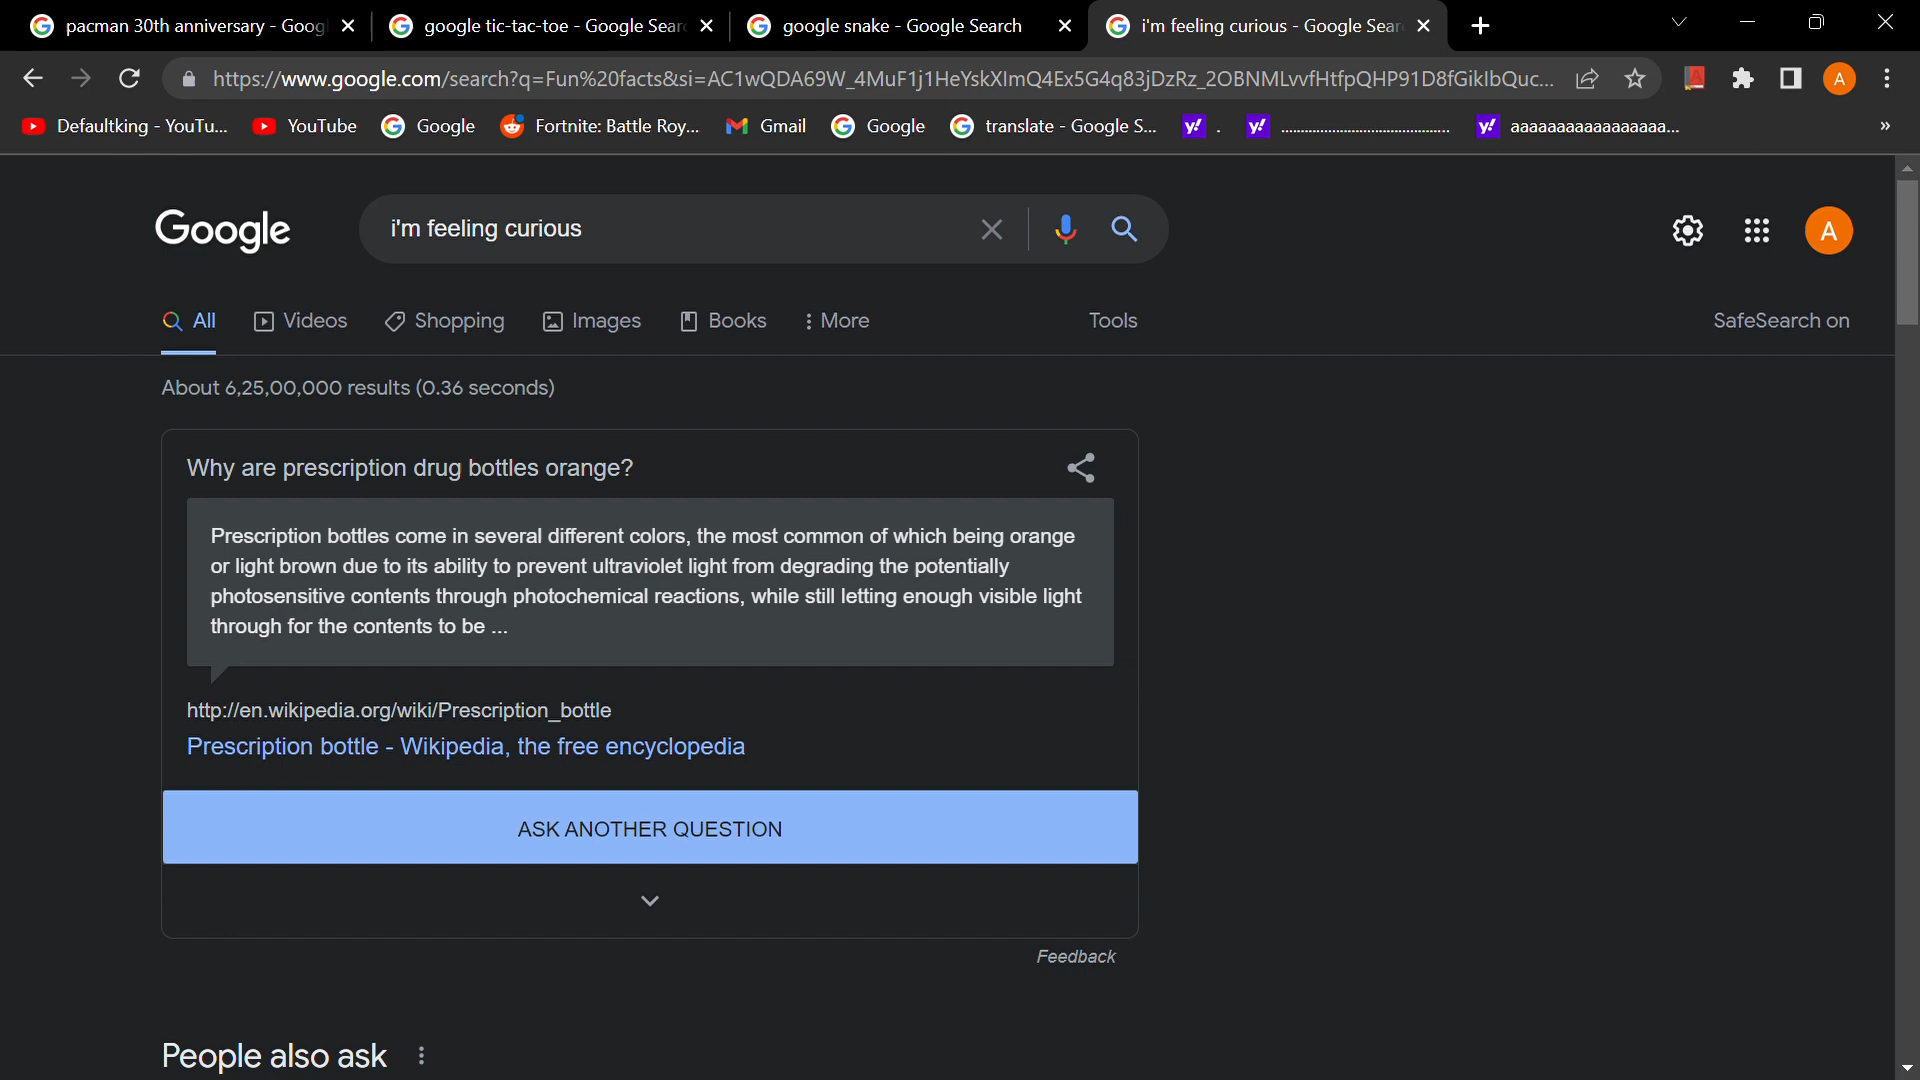 pacman 30th anniversary - Googl
google tic-tac-toe - Google Sear
google snake - Google Search
i'm feeling curious - Google Sear
https://www.google.com/search?q=Fun%20facts&si=AC1wQDA69W_4MuF1j1HeYskXlmQ4Ex5G4q83jDzRz_2OBNMLvvfHtfpQHP91D8fGiklbQuc...
A
Defaultking - YouTu...
YouTube
Google
Fortnite: Battle Roy...
Gmail
Google
translate - Google S...
y! .
y! ..........................................
y! aaaaaaaaaaaaaaaaa...
»
Google
i'm feeling curious
A
All
Videos
Shopping
Images
Books
More
Tools
SafeSearch on
About 6,25,00,000 results (0.36 seconds)
Why are prescription drug bottles orange?
Prescription bottles come in several different colors, the most common of which being orange
or light brown due to its ability to prevent ultraviolet light from degrading the potentially
photosensitive contents through photochemical reactions, while still letting enough visible light
through for the contents to be ...
http://en.wikipedia.org/wiki/Prescription_bottle
Prescription bottle - Wikipedia, the free encyclopedia
ASK ANOTHER QUESTION
Feedback
People also ask